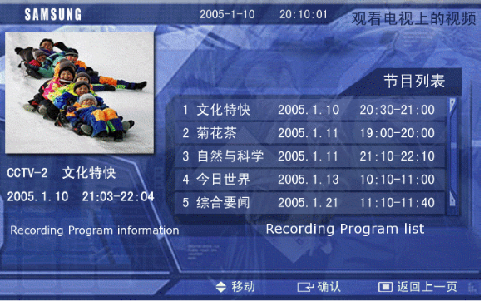 SAMSUNG 2005-1-10 20:10:01 观看电视上的视频
节目列表
1 文化特快 2005.1.10 20:30-21:00
2 菊花茶 2005.1.11 19:00-20:00
3 自然与科学 2005.1.11 21:10-22:10
4 今日世界 2005.1.13 10:10-11:00
5 综合要闻 2005.1.21 11:10-11:40
CCTV-2 文化特快
2005.1.10 21:03-22:04
Recording Program information
Recording Program list
移动 确认 返回上一页